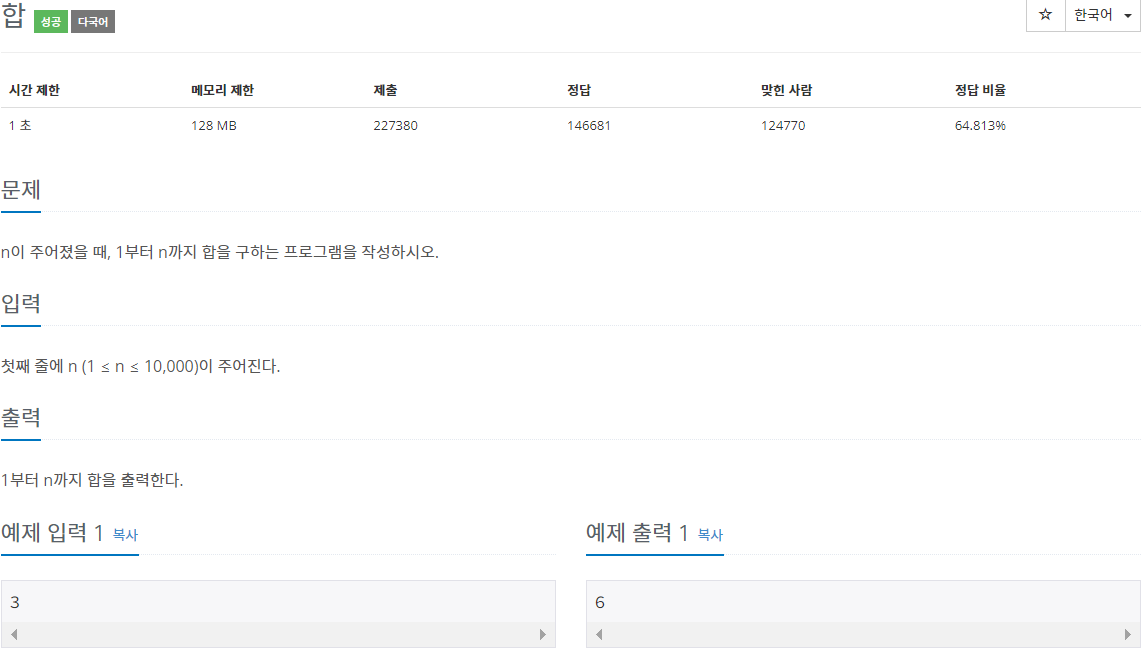 합 성공 다국어 ☆ 한국어
시간 제한 메모리 제한 제출 정답 맞힌 사람 정답 비율
1 초 128 MB 227380 146681 124770 64.813%
문제
n이 주어졌을 때, 1부터 n까지 합을 구하는 프로그램을 작성하시오.
입력
첫째 줄에 n (1 ≤ n ≤ 10,000)이 주어진다.
출력
1부터 n까지 합을 출력한다.
예제 입력 1 복사 예제 출력 1 복사
3 6